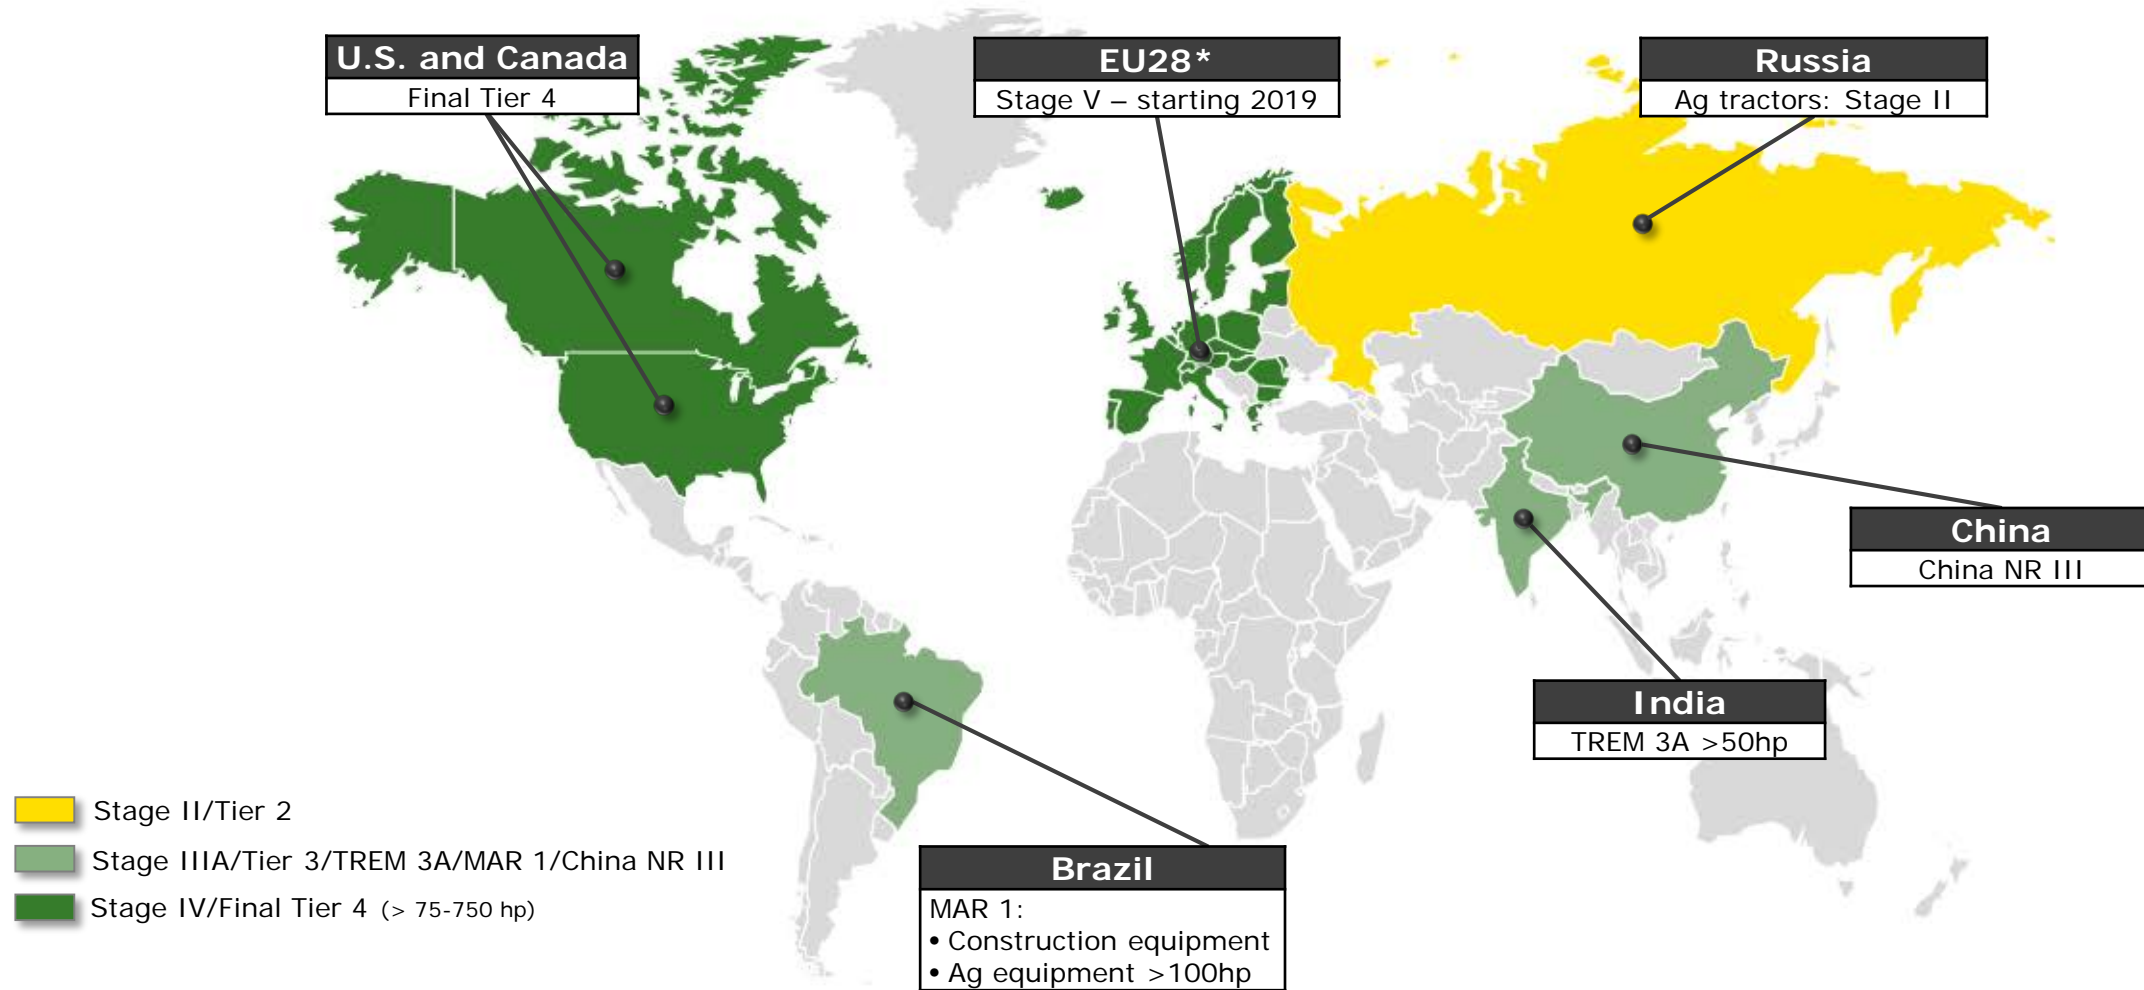 U.S. and Canada
Final Tier 4
EU28*
Stage V – starting 2019
Russia
Ag tractors: Stage II
China
China NR III
India
TREM 3A >50hp
Brazil
MAR 1:
• Construction equipment
• Ag equipment >100hp
Stage II/Tier 2
Stage IIIA/Tier 3/TREM 3A/MAR 1/China NR III
Stage IV/Final Tier 4 (> 75-750 hp)